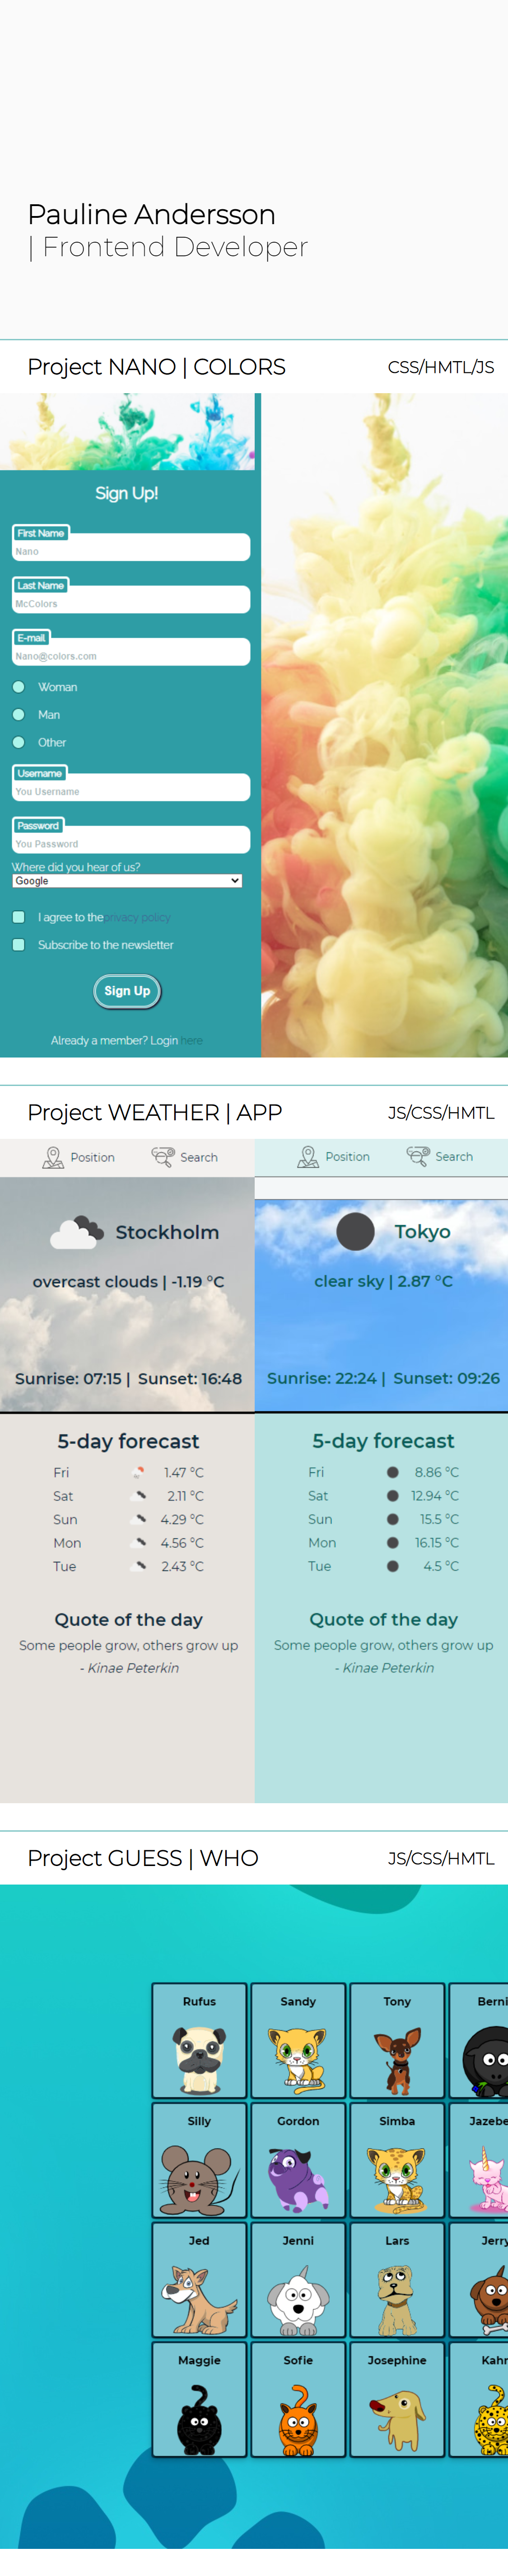 Pauline Andersson
| Frontend Developer
Project NANO | COLORS
CSS/HMTL/JS
Sign Up!
First Name
Nano
Last Name
McColors
E-mail
Nano@colors.com
Woman
Man
Other
Username
You Username
Password
You Password
Where did you hear of us?
Google
I agree to the privacy policy
Subscribe to the newsletter
Sign Up
Already a member? Login here
Project WEATHER | APP
JS/CSS/HMTL
Position
Search
Stockholm
overcast clouds | -1.19 °C
Sunrise: 07:15 | Sunset: 16:48
5-day forecast
Fri 1.47 °C
Sat 2.11 °C
Sun 4.29 °C
Mon 4.56 °C
Tue 2.43 °C
Quote of the day
Some people grow, others grow up
- Kinae Peterkin
Position
Search
Tokyo
clear sky | 2.87 °C
Sunrise: 22:24 | Sunset: 09:26
5-day forecast
Fri 8.86 °C
Sat 12.94 °C
Sun 15.5 °C
Mon 16.15 °C
Tue 4.5 °C
Quote of the day
Some people grow, others grow up
- Kinae Peterkin
Project GUESS | WHO
JS/CSS/HMTL
Rufus
Sandy
Tony
Berni
Silly
Gordon
Simba
Jazebe
Jed
Jenni
Lars
Jerry
Maggie
Sofie
Josephine
Kahn